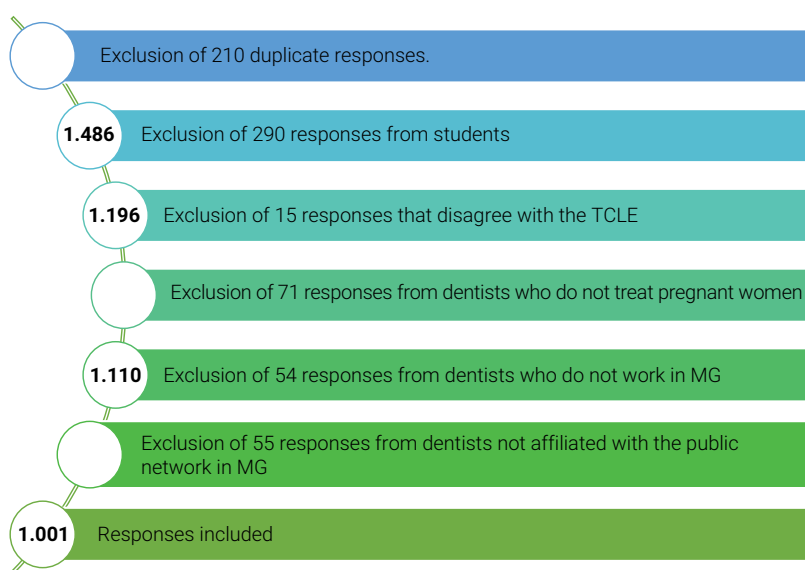 Exclusion of 210 duplicate responses.
1.486 Exclusion of 290 responses from students
1.196 Exclusion of 15 responses that disagree with the TCLE
Exclusion of 71 responses from dentists who do not treat pregnant women
1.110 Exclusion of 54 responses from dentists who do not work in MG
Exclusion of 55 responses from dentists not affiliated with the public
network in MG
1.001 Responses included